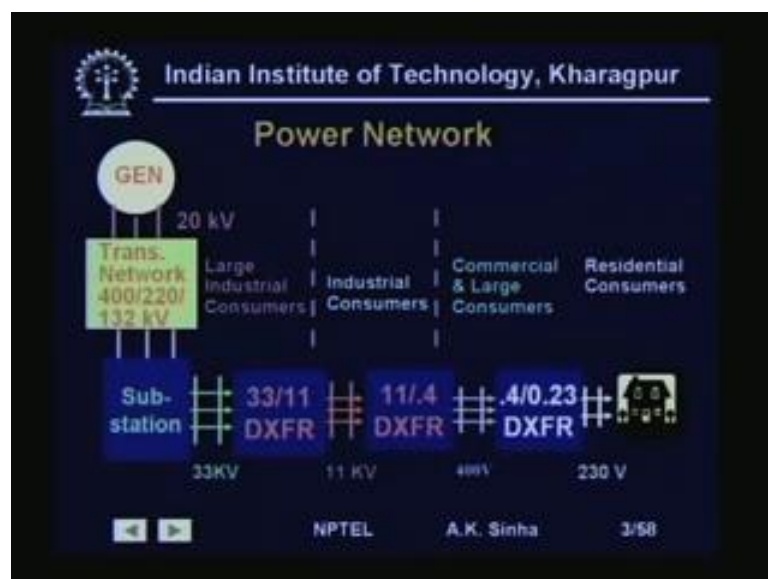 Indian Institute of Technology, Kharagpur
Power Network
GEN
20 kV
Trans.
Network
400/220/
132 kV
Large
Industrial
Consumers
Industrial
Consumers
Commercial
& Large
Consumers
Residential
Consumers
Sub-
station
33/11
DXFR
11/.4
DXFR
.4/0.23
DXFR
33KV
11 KV
400V
230 V
NPTEL
A.K. Sinha
3/58